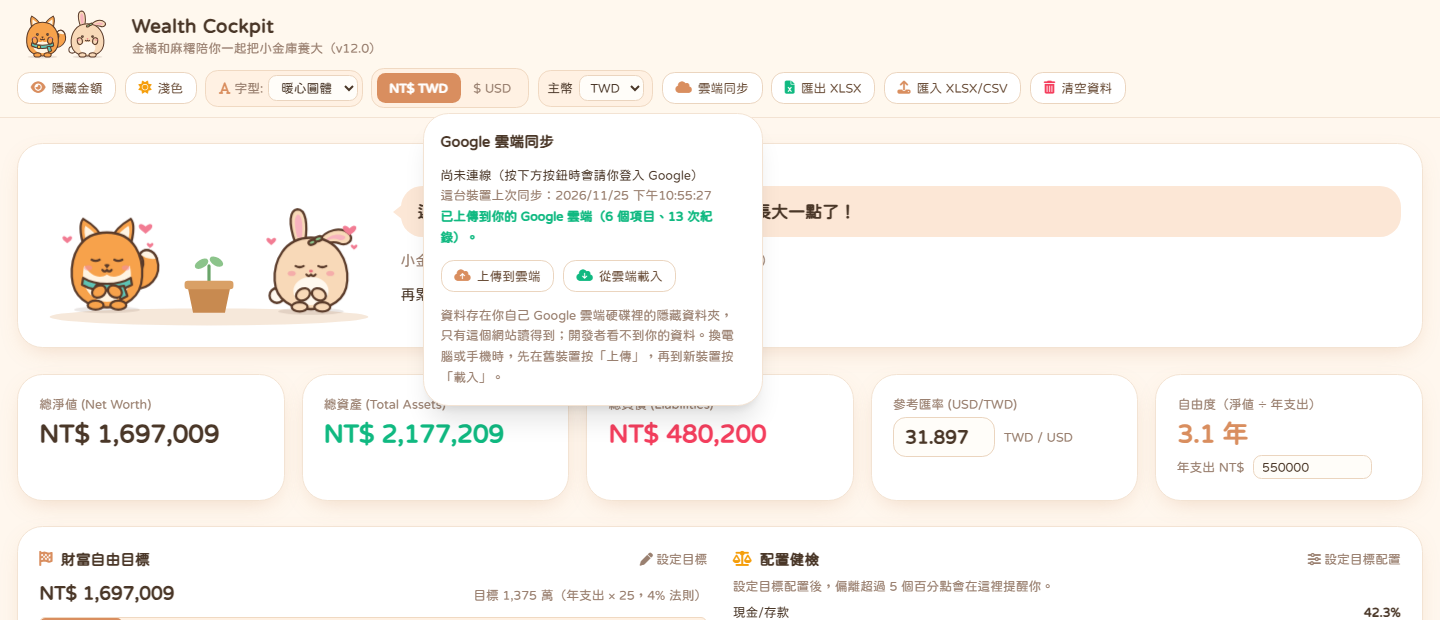 Wealth Cockpit
金橘和麻糬陪你一起把小金庫養大（v12.0）
隱藏金額
淺色
字型: 暖心圓體
NT$ TWD
$ USD
主幣 TWD
雲端同步
匯出 XLSX
匯入 XLSX/CSV
清空資料
Google 雲端同步
尚未連線（按下方按鈕時會請你登入 Google）
這台裝置上次同步：2026/11/25 下午10:55:27
已上傳到你的 Google 雲端（6 個項目、13 次紀
錄）。
上傳到雲端
從雲端載入
資料存在你自己 Google 雲端硬碟裡的隱藏資料夾，
只有這個網站讀得到；開發者看不到你的資料。換電
腦或手機時，先在舊裝置按「上傳」，再到新裝置按
「載入」。
長大一點了！
小金
再累
總淨值 (Net Worth)
NT$ 1,697,009
總資產 (Total Assets)
NT$ 2,177,209
總負債 (Liabilities)
NT$ 480,200
參考匯率 (USD/TWD)
31.897 TWD / USD
自由度（淨值 ÷ 年支出）
3.1 年
年支出 NT$ 550000
財富自由目標
設定目標
NT$ 1,697,009
目標 1,375 萬（年支出 × 25，4% 法則）
配置健檢
設定目標配置
設定目標配置後，偏離超過 5 個百分點會在這裡提醒你。
現金/存款 42.3%